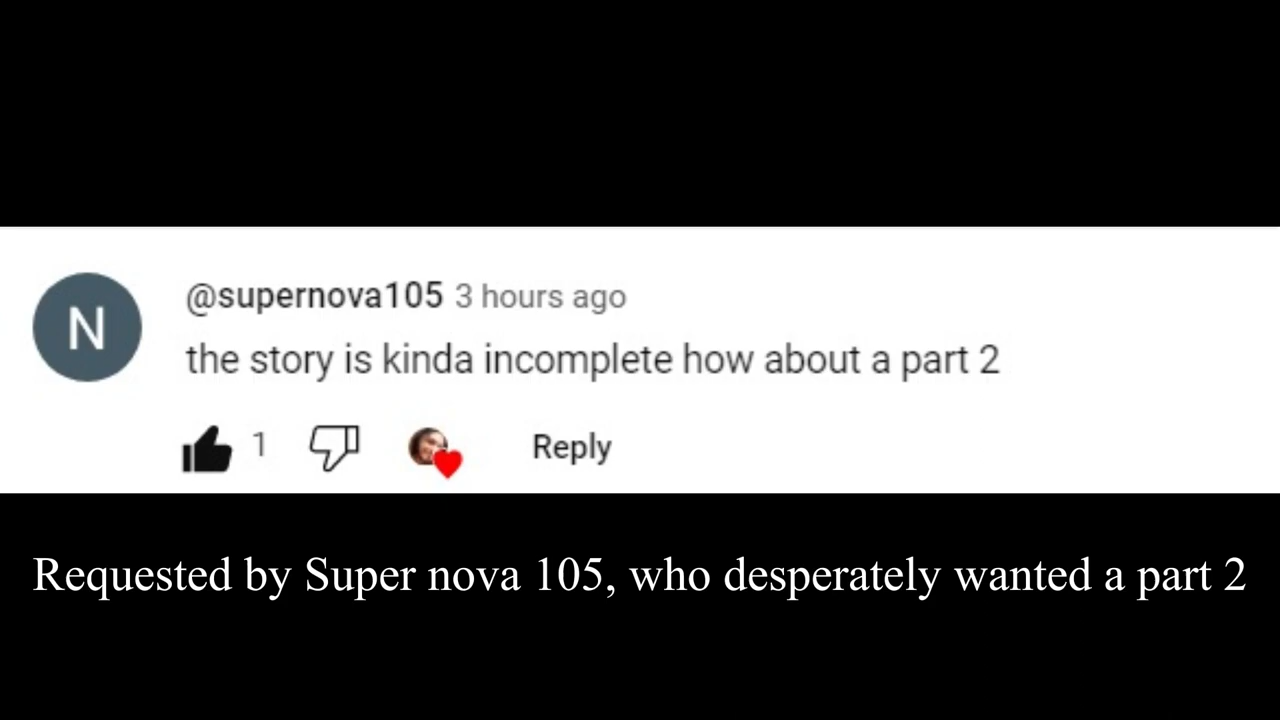 N
@supernova105 3 hours ago
the story is kinda incomplete how about a part 2
1
Reply
Requested by Super nova 105, who desperately wanted a part 2